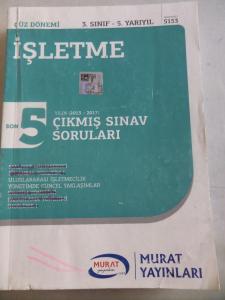 GÜZ DÖNEMİ
3. SINIF - 5. YARIYIL
5153
İŞLETME
SON 5 YILIN (2013 - 2017)
ÇIKMIŞ SINAV
SORULARI
ULUSLARARASI İŞLETMECİLİK
YÖNETİMDE GÜNCEL YAKLAŞIMLAR
MURAT
yayınları
MURAT
YAYINLARI